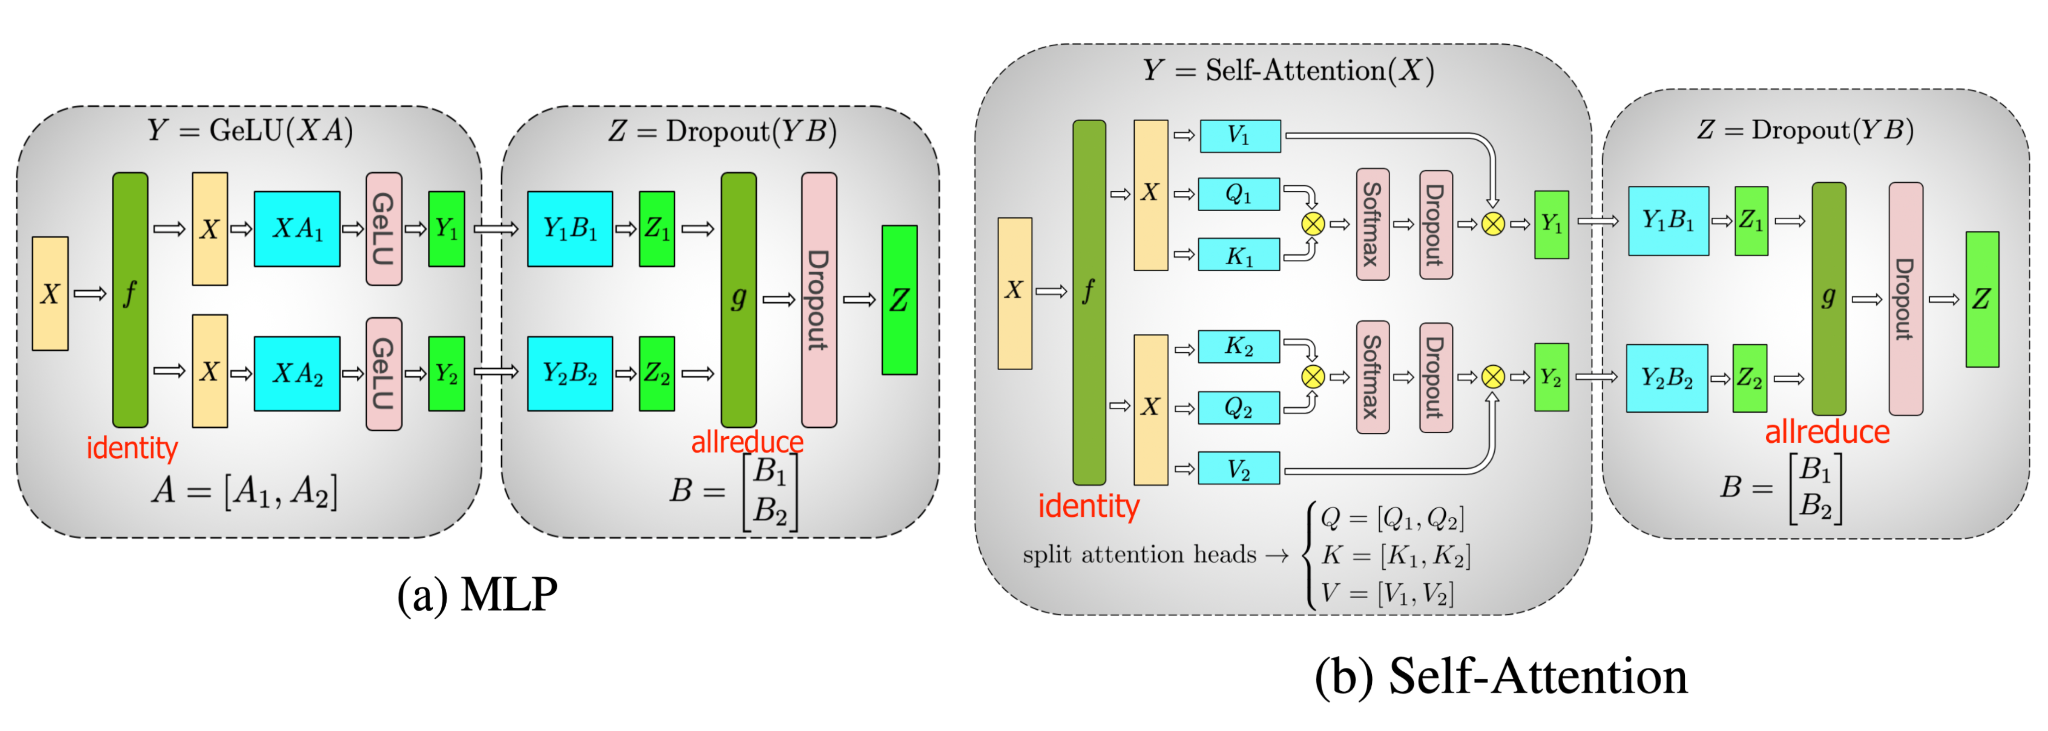 Y = GeLU(XA)
X
f
X
XA₁
GeLU
Y₁
X
XA₂
GeLU
Y₂
identity
A = [A₁, A₂]
Z = Dropout(YB)
Y₁B₁
Z₁
Y₂B₂
Z₂
g
Dropout
Z
allreduce
B = [B₁
B₂]
(a) MLP
Y = Self-Attention(X)
X
f
X
V₁
Q₁
K₁
⊗
Softmax
Dropout
⊗
Y₁
X
K₂
Q₂
V₂
⊗
Softmax
Dropout
⊗
Y₂
identity
split attention heads → { Q = [Q₁, Q₂]
K = [K₁, K₂]
V = [V₁, V₂]
Z = Dropout(YB)
Y₁B₁
Z₁
Y₂B₂
Z₂
g
Dropout
Z
allreduce
B = [B₁
B₂]
(b) Self-Attention